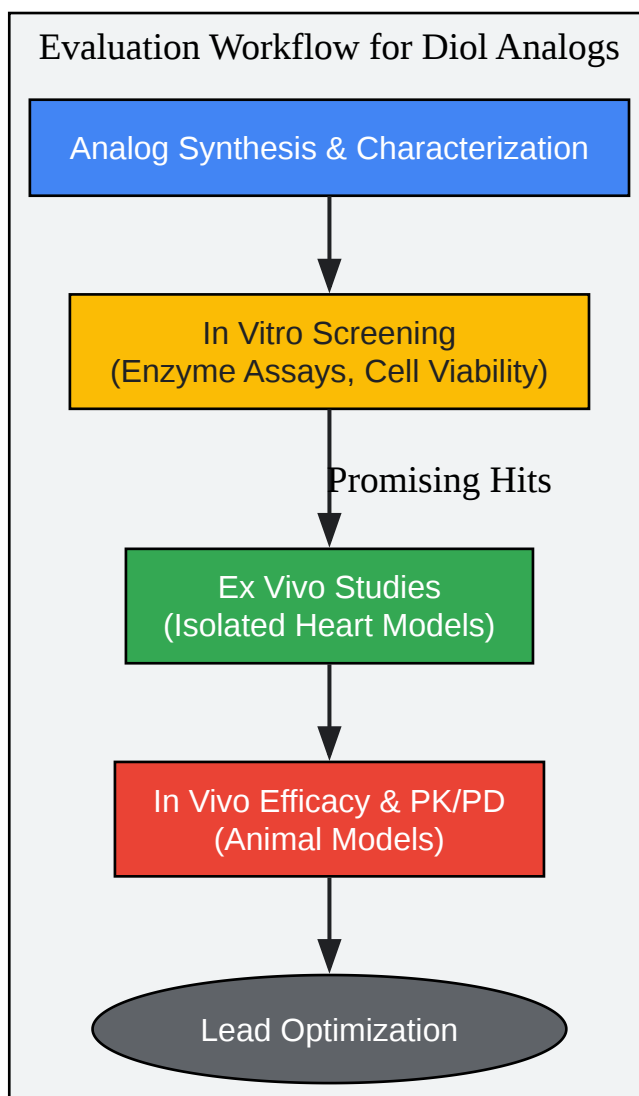 Evaluation Workflow for Diol Analogs
Analog Synthesis & Characterization
In Vitro Screening
(Enzyme Assays, Cell Viability)
Promising Hits
Ex Vivo Studies
(Isolated Heart Models)
In Vivo Efficacy & PK/PD
(Animal Models)
Lead Optimization